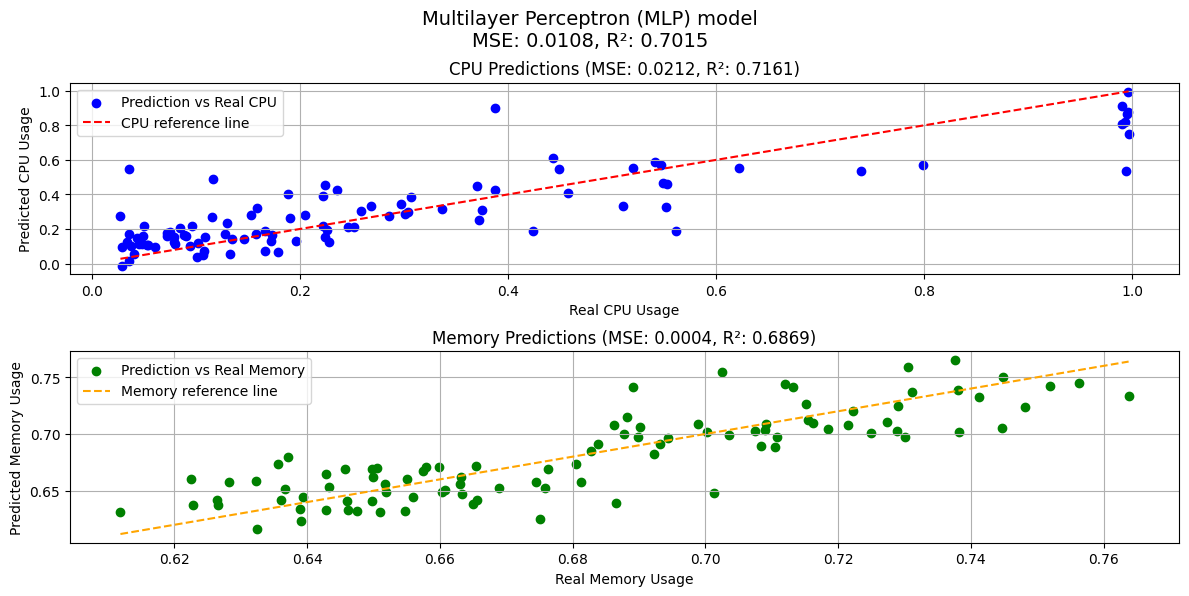 Multilayer Perceptron (MLP) model
MSE: 0.0108, R²: 0.7015
CPU Predictions (MSE: 0.0212, R²: 0.7161)
Prediction vs Real CPU
CPU reference line
Predicted CPU Usage
1.0
0.8
0.6
0.4
0.2
0.0
0.0 0.2 0.4 0.6 0.8 1.0
Real CPU Usage
Memory Predictions (MSE: 0.0004, R²: 0.6869)
Prediction vs Real Memory
Memory reference line
Predicted Memory Usage
0.75
0.70
0.65
0.62 0.64 0.66 0.68 0.70 0.72 0.74 0.76
Real Memory Usage